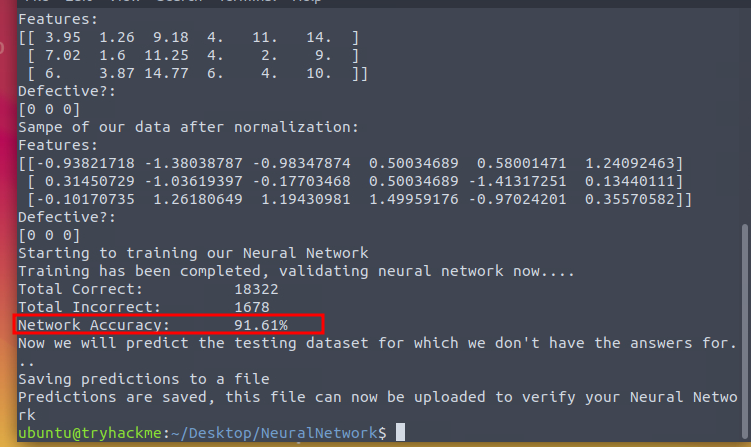 Features:
[[ 3.95 1.26 9.18 4. 11. 14. ]
[ 7.02 1.6 11.25 4. 2. 9. ]
[ 6. 3.87 14.77 6. 4. 10. ]]
Defective?:
[0 0 0]
Sampe of our data after normalization:
Features:
[[-0.93821718 -1.38038787 -0.98347874 0.50034689 0.58001471 1.24092463]
[ 0.31450729 -1.03619397 -0.17703468 0.50034689 -1.41317251 0.13440111]
[-0.10170735 1.26180649 1.19430981 1.49959176 -0.97024201 0.35570582]]
Defective?:
[0 0 0]
Starting to training our Neural Network
Training has been completed, validating neural network now....
Total Correct: 18322
Total Incorrect: 1678
Network Accuracy: 91.61%
Now we will predict the testing dataset for which we don't have the answers for.
..
Saving predictions to a file
Predictions are saved, this file can now be uploaded to verify your Neural Netwo
rk
ubuntu@tryhackme:~/Desktop/NeuralNetwork$